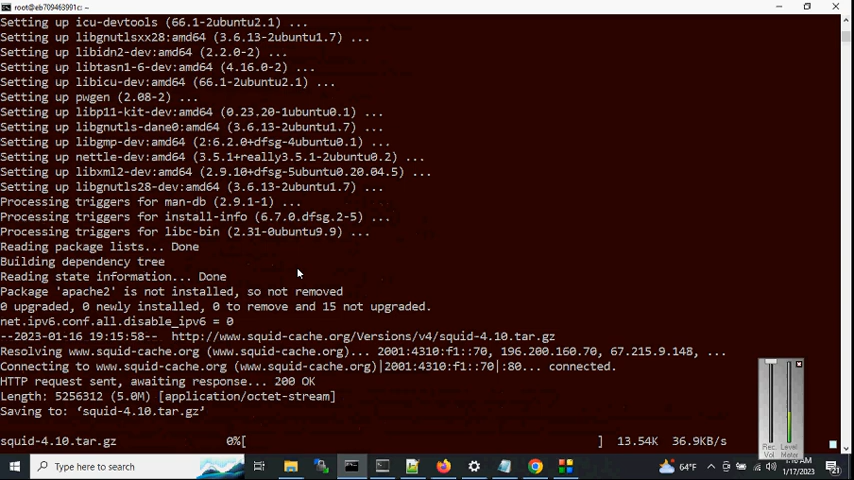 root@eb709463991c: ~
Setting up icu-devtools (66.1-2ubuntu2.1) ...
Setting up libgnutlsxx28:amd64 (3.6.13-2ubuntu1.7) ...
Setting up libidn2-dev:amd64 (2.2.0-2) ...
Setting up libtasn1-6-dev:amd64 (4.16.0-2) ...
Setting up libicu-dev:amd64 (66.1-2ubuntu2.1) ...
Setting up pwgen (2.08-2) ...
Setting up libp11-kit-dev:amd64 (0.23.20-1ubuntu0.1) ...
Setting up libgnutls-dane0:amd64 (3.6.13-2ubuntu1.7) ...
Setting up libgmp-dev:amd64 (2:6.2.0+dfsg-4ubuntu0.1) ...
Setting up nettle-dev:amd64 (3.5.1+really3.5.1-2ubuntu0.2) ...
Setting up libxml2-dev:amd64 (2.9.10+dfsg-5ubuntu0.20.04.5) ...
Setting up libgnutls28-dev:amd64 (3.6.13-2ubuntu1.7) ...
Processing triggers for man-db (2.9.1-1) ...
Processing triggers for install-info (6.7.0.dfsg.2-5) ...
Processing triggers for libc-bin (2.31-0ubuntu9.9) ...
Reading package lists... Done
Building dependency tree
Reading state information... Done
Package 'apache2' is not installed, so not removed
0 upgraded, 0 newly installed, 0 to remove and 15 not upgraded.
net.ipv6.conf.all.disable_ipv6 = 0
--2023-01-16 19:15:58-- http://www.squid-cache.org/Versions/v4/squid-4.10.tar.gz
Resolving www.squid-cache.org (www.squid-cache.org)... 2001:4310:f1::70, 196.200.160.70, 67.215.9.148, ...
Connecting to www.squid-cache.org (www.squid-cache.org)|2001:4310:f1::70|:80... connected.
HTTP request sent, awaiting response... 200 OK
Length: 5256312 (5.0M) [application/octet-stream]
Saving to: ‘squid-4.10.tar.gz’
squid-4.10.tar.gz 0%[ ] 13.54K 36.9KB/s
Rec. Vol
Level Meter
Type here to search
64°F
1/17/2023
21